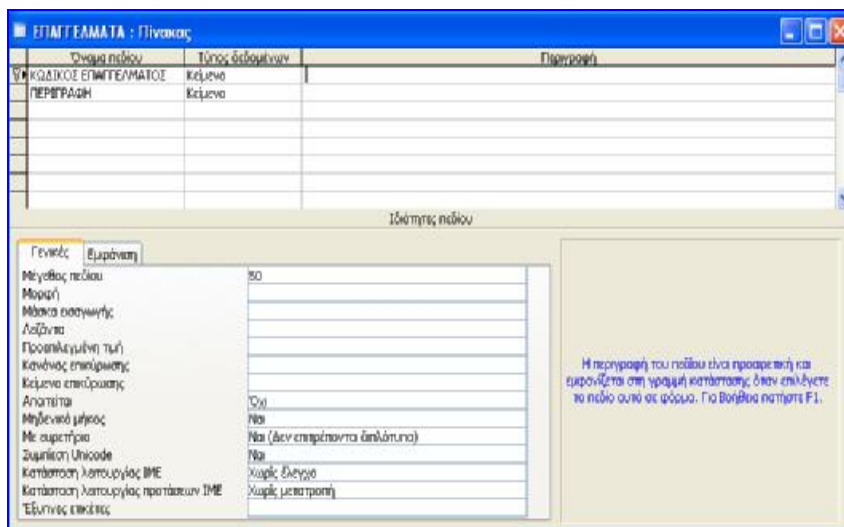 ΕΠΑΓΓΕΛΜΑΤΑ : Πίνακας
Όνομα πεδίου Τύπος δεδομένων Περιγραφή
ΚΩΔΙΚΟΣ ΕΠΑΓΓΕΛΜΑΤΟΣ Κείμενο
ΠΕΡΙΓΡΑΦΗ Κείμενο
Ιδιότητες πεδίου
Γενικές Εμφάνιση
Μέγεθος πεδίου 50
Μορφή
Μάσκα εισαγωγής
Λεζάντα
Προεπιλεγμένη τιμή
Κανόνας επικύρωσης
Κείμενο επικύρωσης
Απαιτείται Όχι
Μηδενικό μήκος Ναι
Με ευρετήριο Ναι (Δεν επιτρέπονται διπλότυπα)
Συμπίεση Unicode Ναι
Κατάσταση λειτουργίας IME Χωρίς έλεγχο
Κατάσταση λειτουργίας προτάσεων IME Χωρίς μετατροπή
Έξυπνες ετικέτες
Η περιγραφή του πεδίου είναι προαιρετική και
εμφανίζεται στη γραμμή κατάστασης όταν επιλέγετε
το πεδίο αυτό σε φόρμα. Για Βοήθεια πατήστε F1.